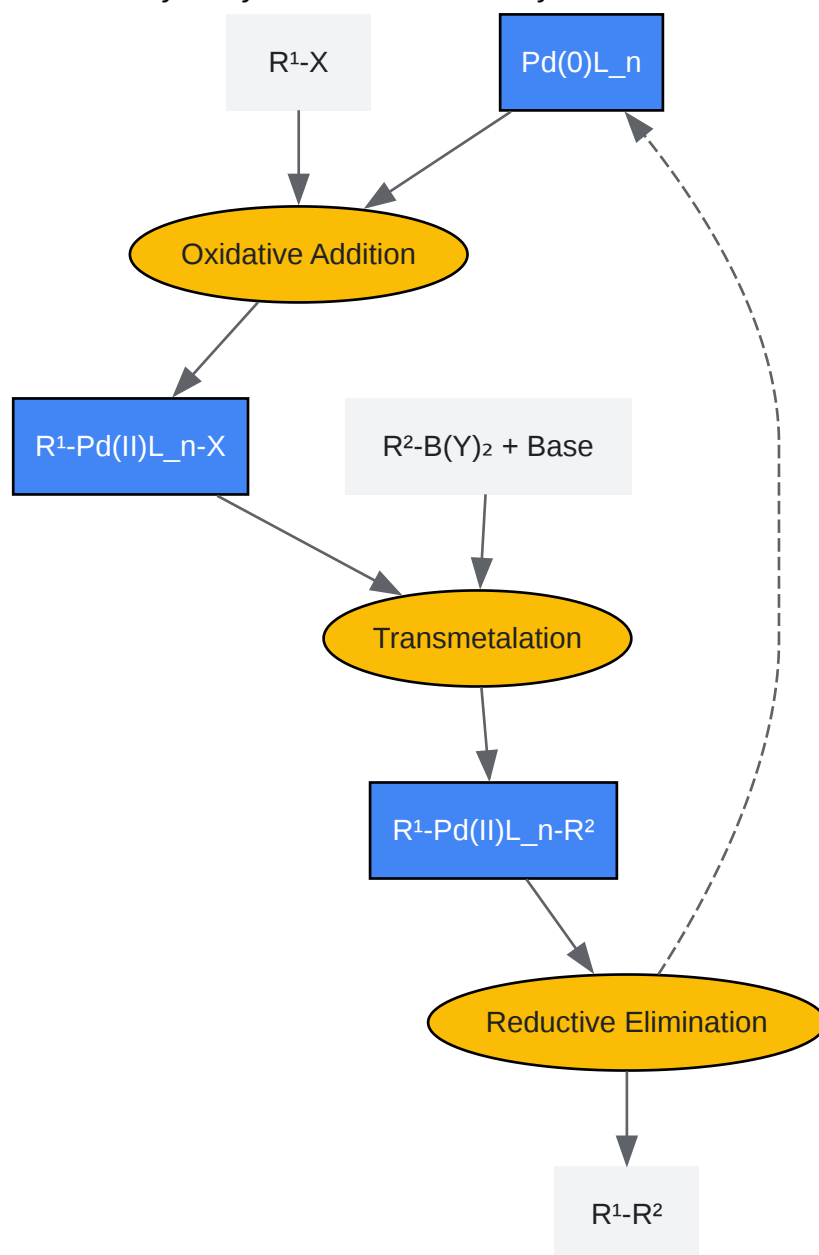 R¹-X
Pd(0)L_n
Oxidative Addition
R¹-Pd(II)L_n-X
R²-B(Y)₂ + Base
Transmetalation
R¹-Pd(II)L_n-R²
Reductive Elimination
R¹-R²